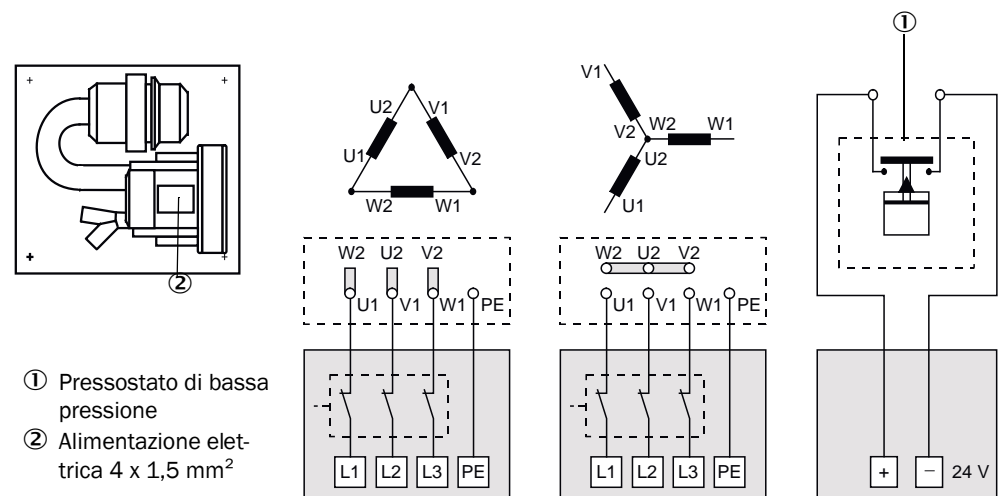 ①
②
① Pressostato di bassa
pressione
② Alimentazione elet-
trica 4 x 1,5 mm²
U2 V1
U1 V2
W2 W1
W2 U2 V2
U1 V1 W1 PE
L1 L2 L3 PE
V1
V2 W2 W1
U2
U1
W2 U2 V2
U1 V1 W1 PE
L1 L2 L3 PE
+ – 24 V